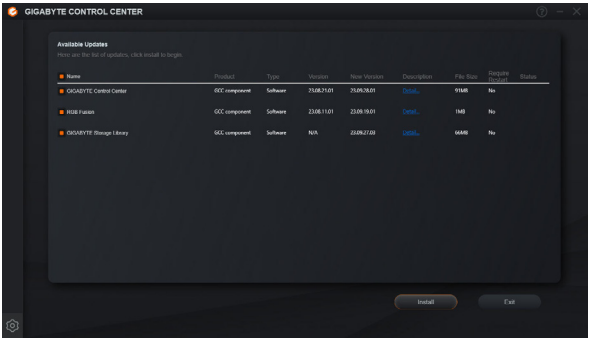 GIGABYTE CONTROL CENTER
Available Updates
Here are the list of updates, click install to begin.
Name Product Type Version New Version Description File Size Require Restart Status
GIGABYTE Control Center GCC component Software 23.08.21.01 23.09.28.01 Detail... 91MB No
RGB Fusion GCC component Software 23.08.11.01 23.09.19.01 Detail... 1MB No
GIGABYTE Storage Library GCC component Software N/A 23.09.27.03 Detail... 66MB No
Install Exit